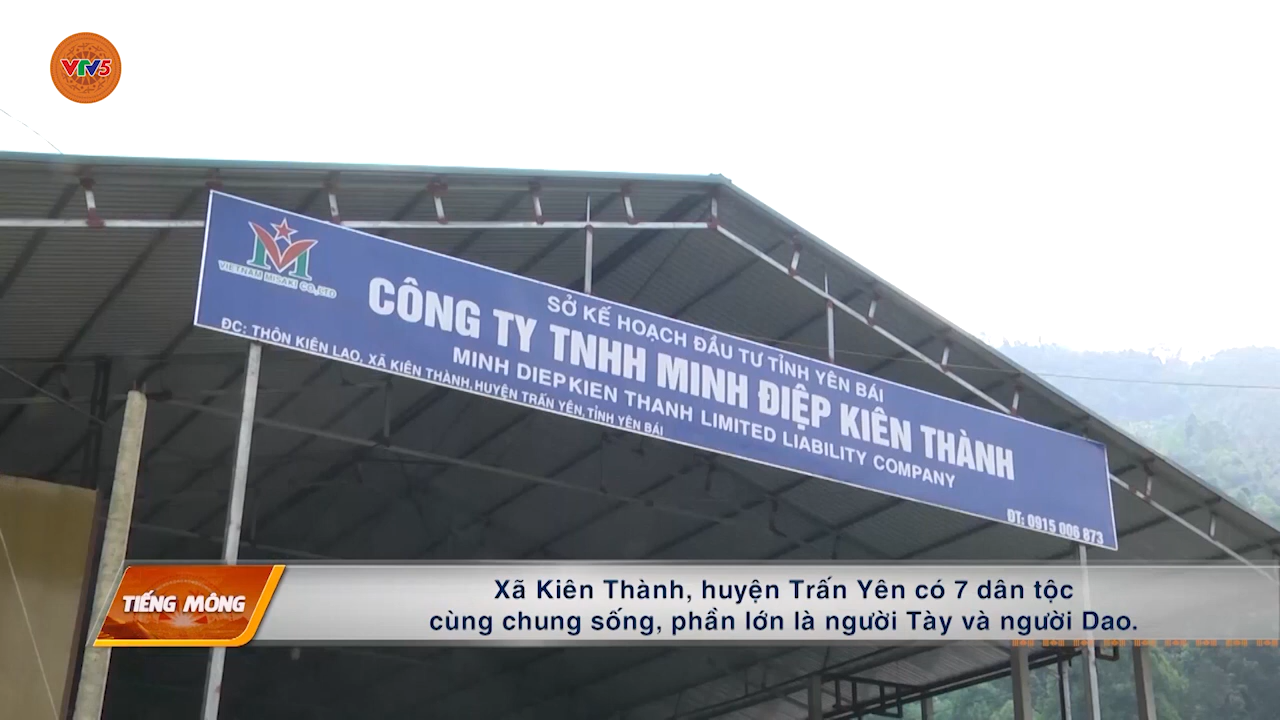 VTV5
VIETNAM MISAKI CO.,LTD
SỞ KẾ HOẠCH ĐẦU TƯ TỈNH YÊN BÁI
CÔNG TY TNHH MINH ĐIỆP KIÊN THÀNH
MINH DIEP KIEN THANH LIMITED LIABILITY COMPANY
ĐC: THÔN KIÊN LAO, XÃ KIÊN THÀNH, HUYỆN TRẤN YÊN, TỈNH YÊN BÁI
ĐT: 0915 006 873
TIẾNG MÔNG
Xã Kiên Thành, huyện Trấn Yên có 7 dân tộc
cùng chung sống, phần lớn là người Tày và người Dao.